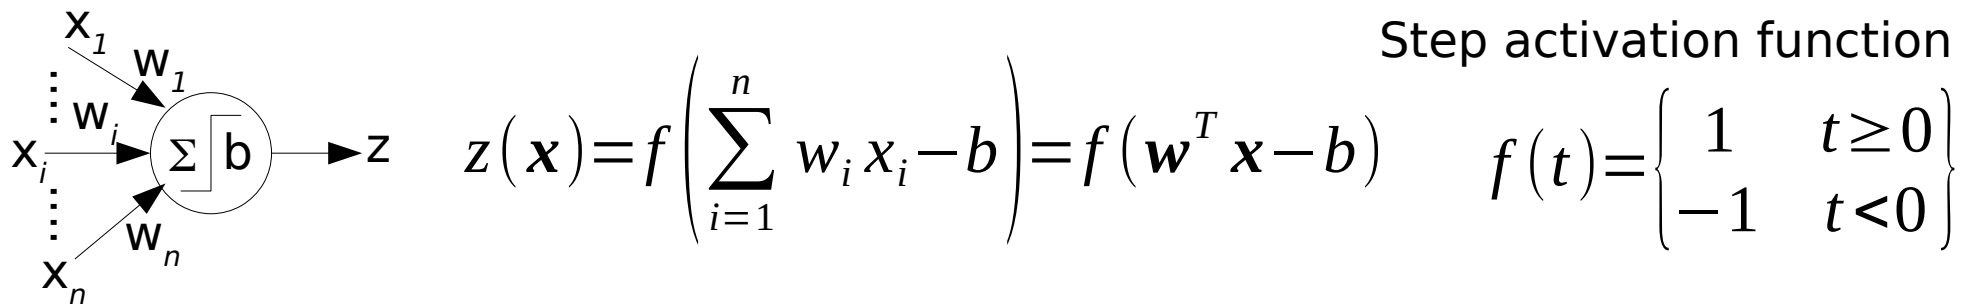 Step activation function
x1
w1
wi
xi
Σ b
z
wn
xn
z(x)=f(∑ i=1 n wi xi−b)=f(w^T x−b)
f(t)={1 t≥0
−1 t<0}